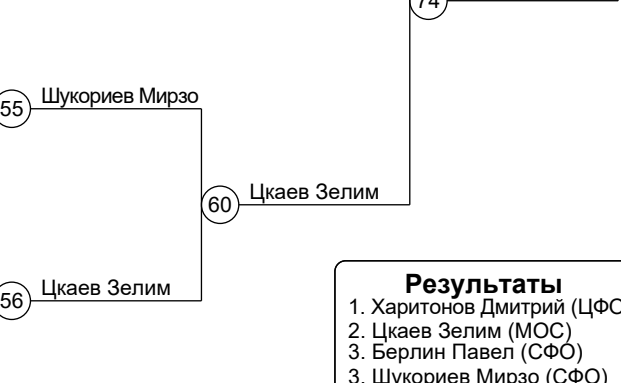 74
Шукориев Мирзо
55
Цкаев Зелим
60
Цкаев Зелим
56
Результаты
1. Харитонов Дмитрий (ЦФО
2. Цкаев Зелим (МОС)
3. Берлин Павел (СФО)
3. Шукориев Мирзо (СФО)